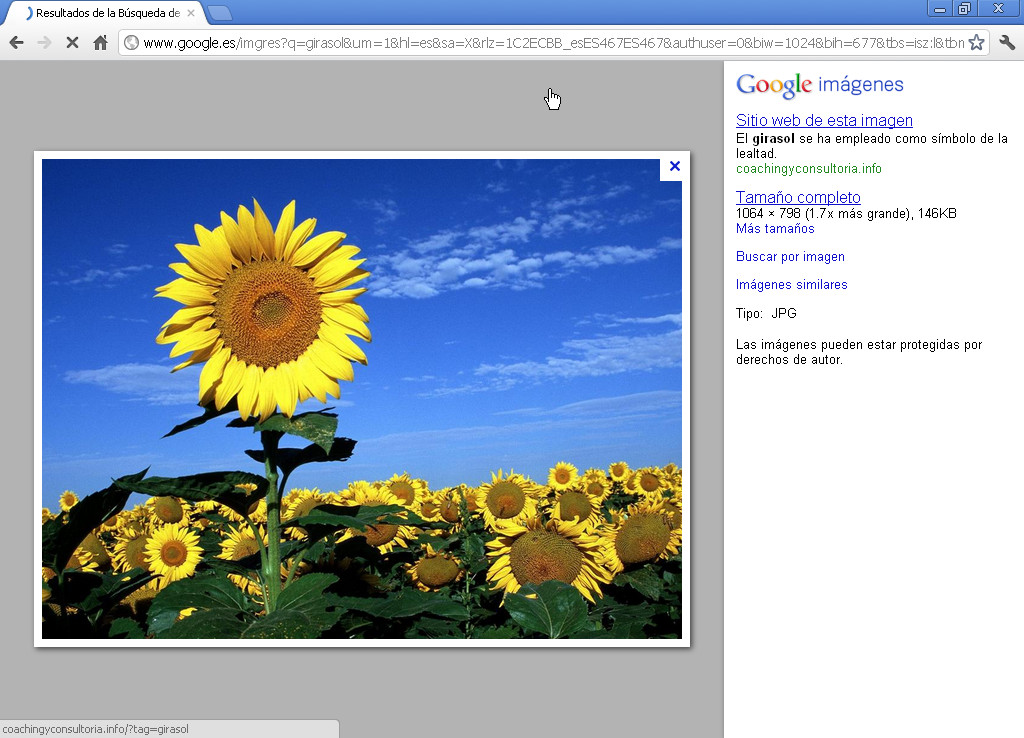 Resultados de la Búsqueda de
www.google.es/imgres?q=girasol&um=1&hl=es&sa=X&rlz=1C2ECBB_esES467ES467&authuser=0&biw=1024&bih=677&tbs=isz:l&tbn
Google imágenes
Sitio web de esta imagen
El girasol se ha empleado como símbolo de la
lealtad.
coachingyconsultoria.info
Tamaño completo
1064 × 798 (1.7x más grande), 146KB
Más tamaños
Buscar por imagen
Imágenes similares
Tipo: JPG
Las imágenes pueden estar protegidas por
derechos de autor.
coachingyconsultoria.info/?tag=girasol